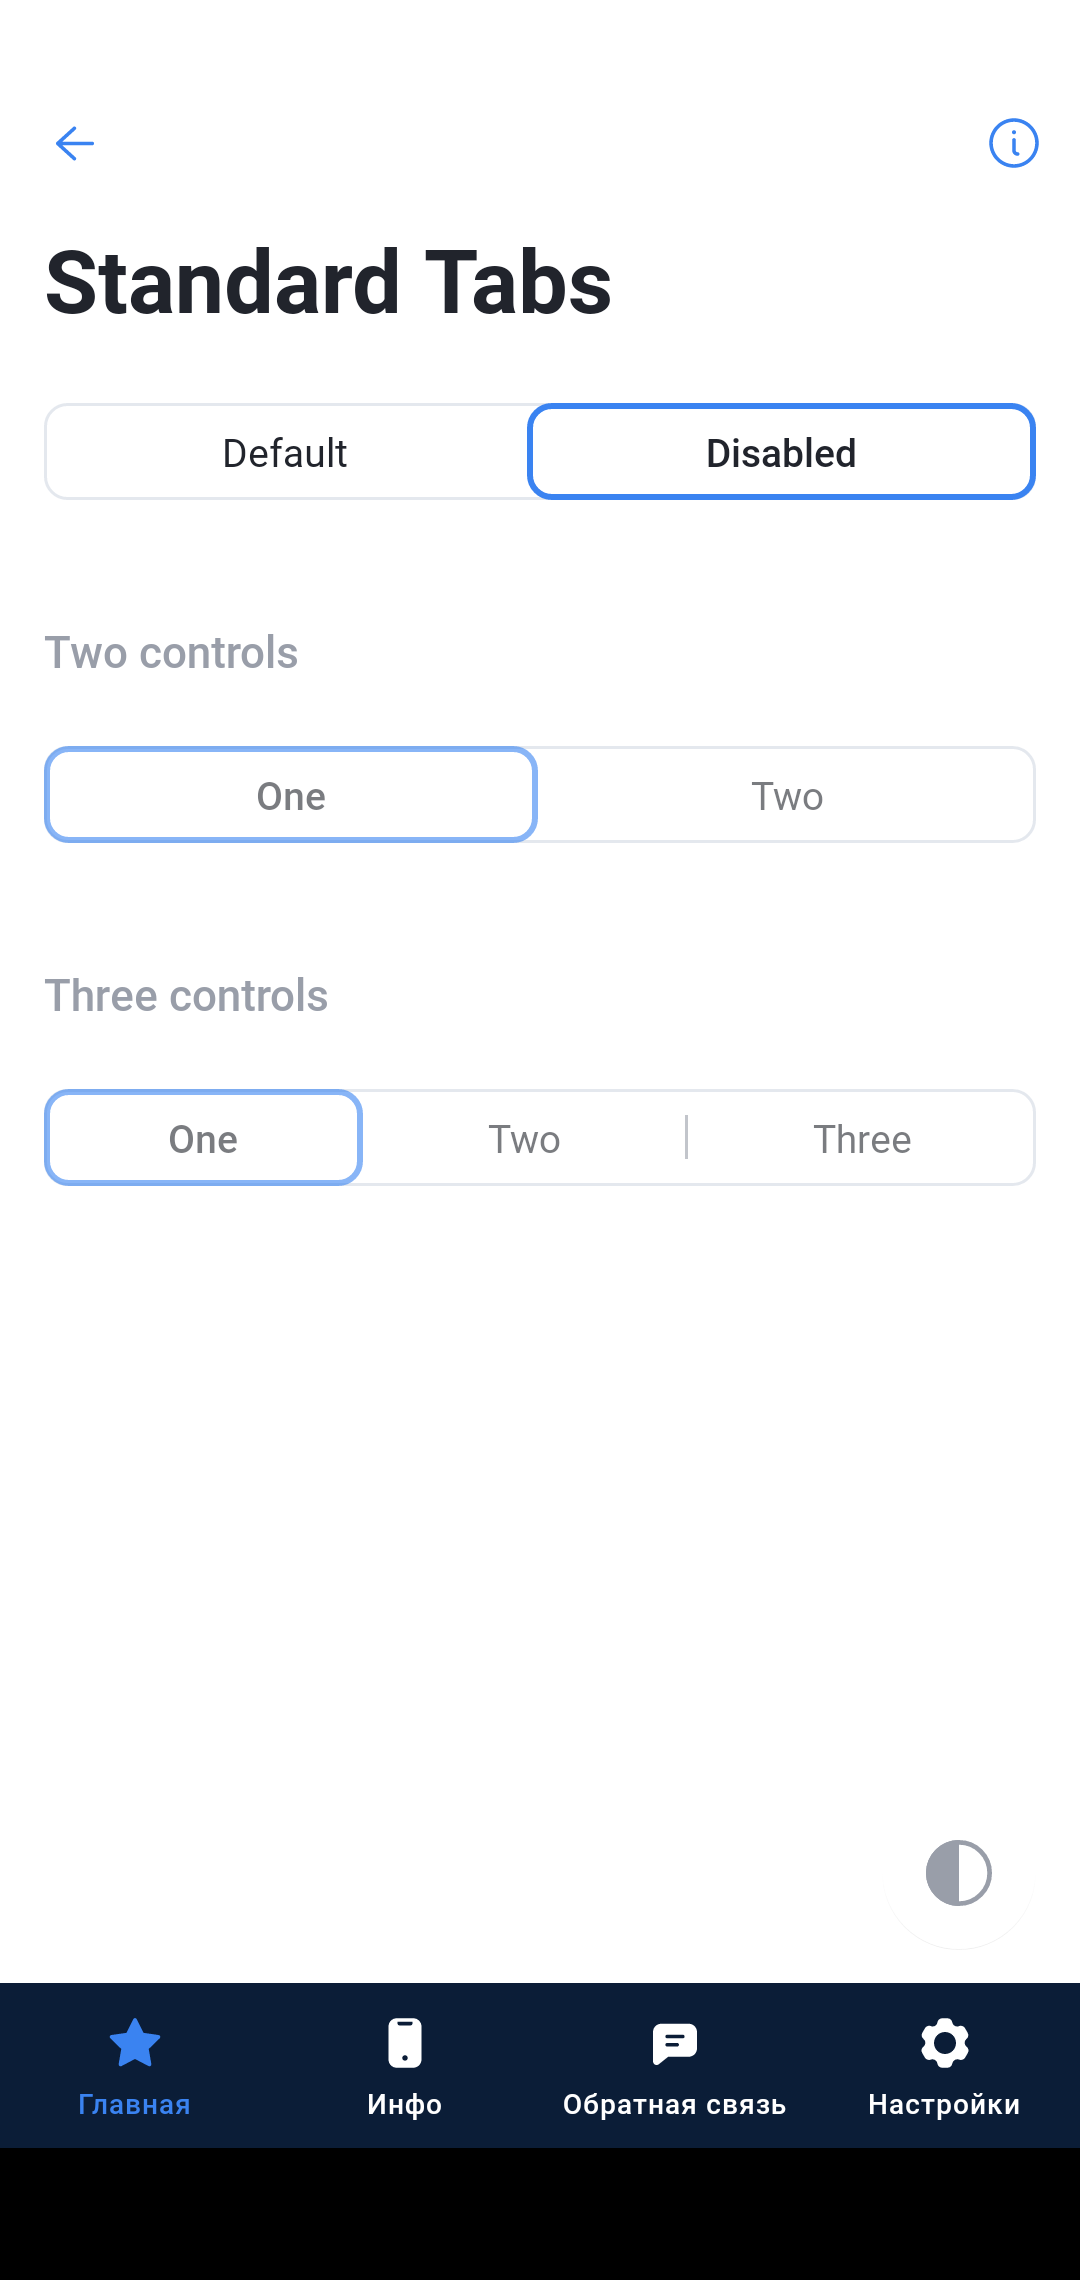 Standard Tabs
Default Disabled
Two controls
One Two
Three controls
One Two Three
Главная Инфо Обратная связь Настройки